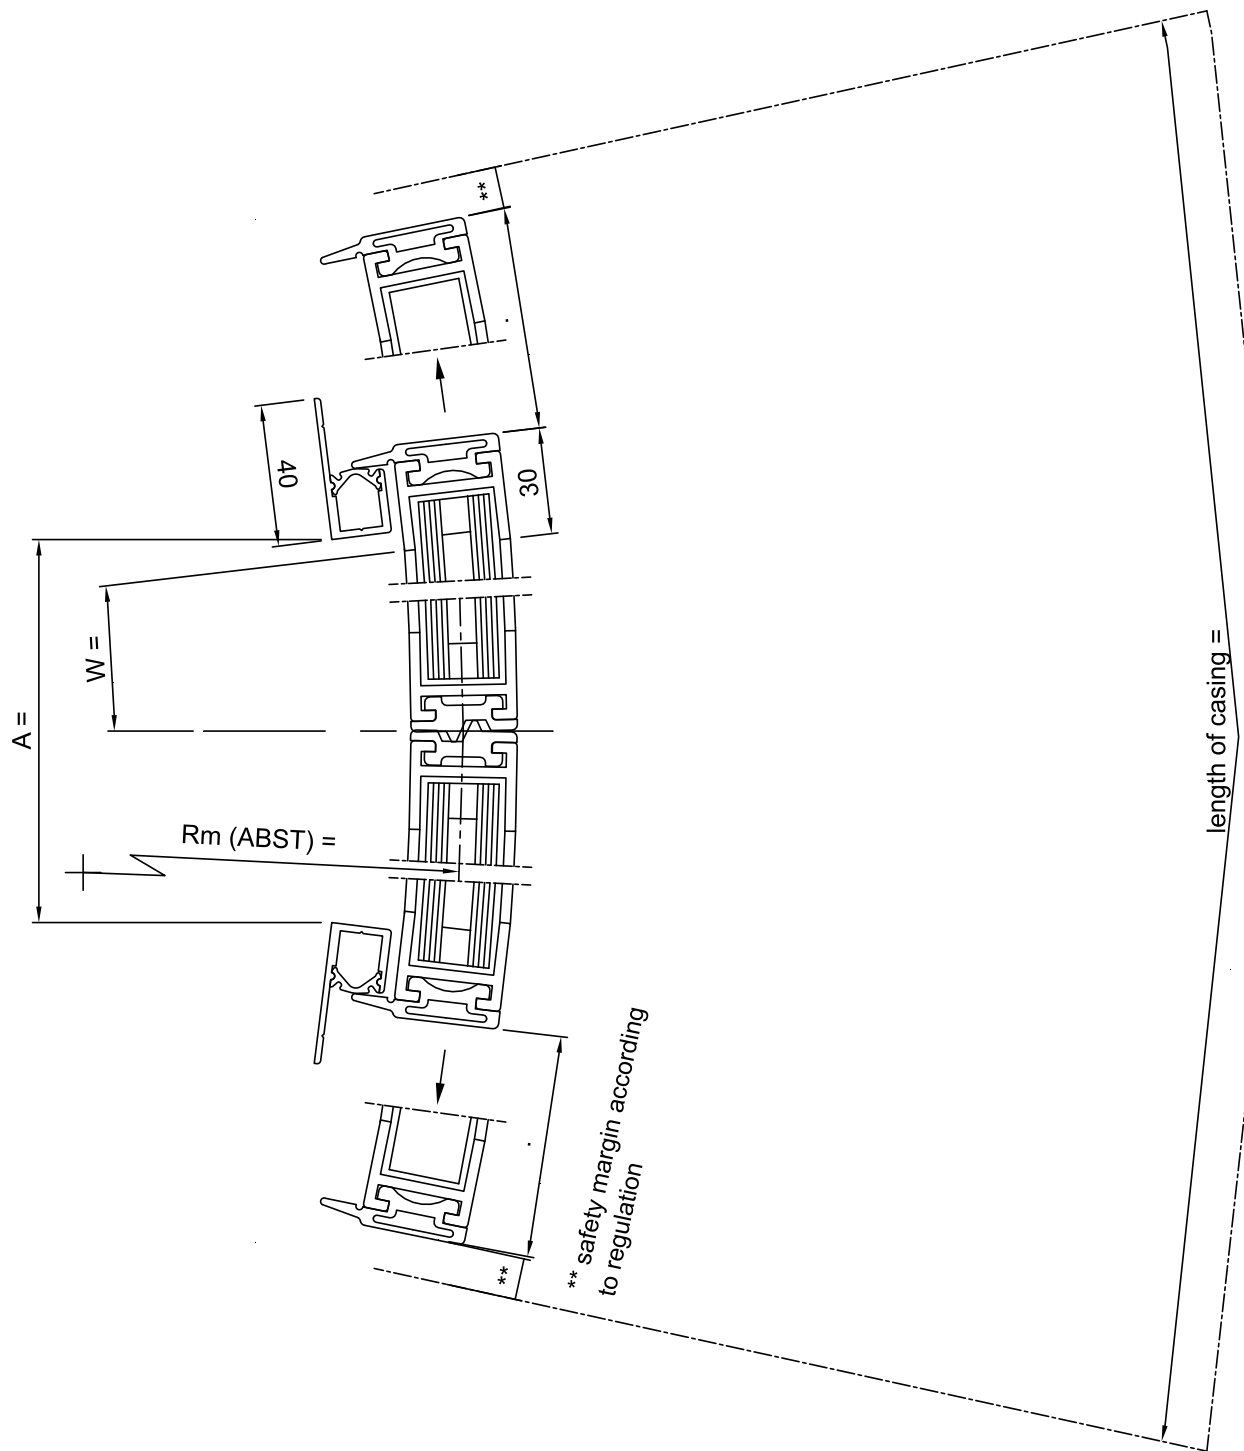 **
40
30
W =
A =
Rm (ABST) =
length of casing =
** safety margin according
to regulation
**